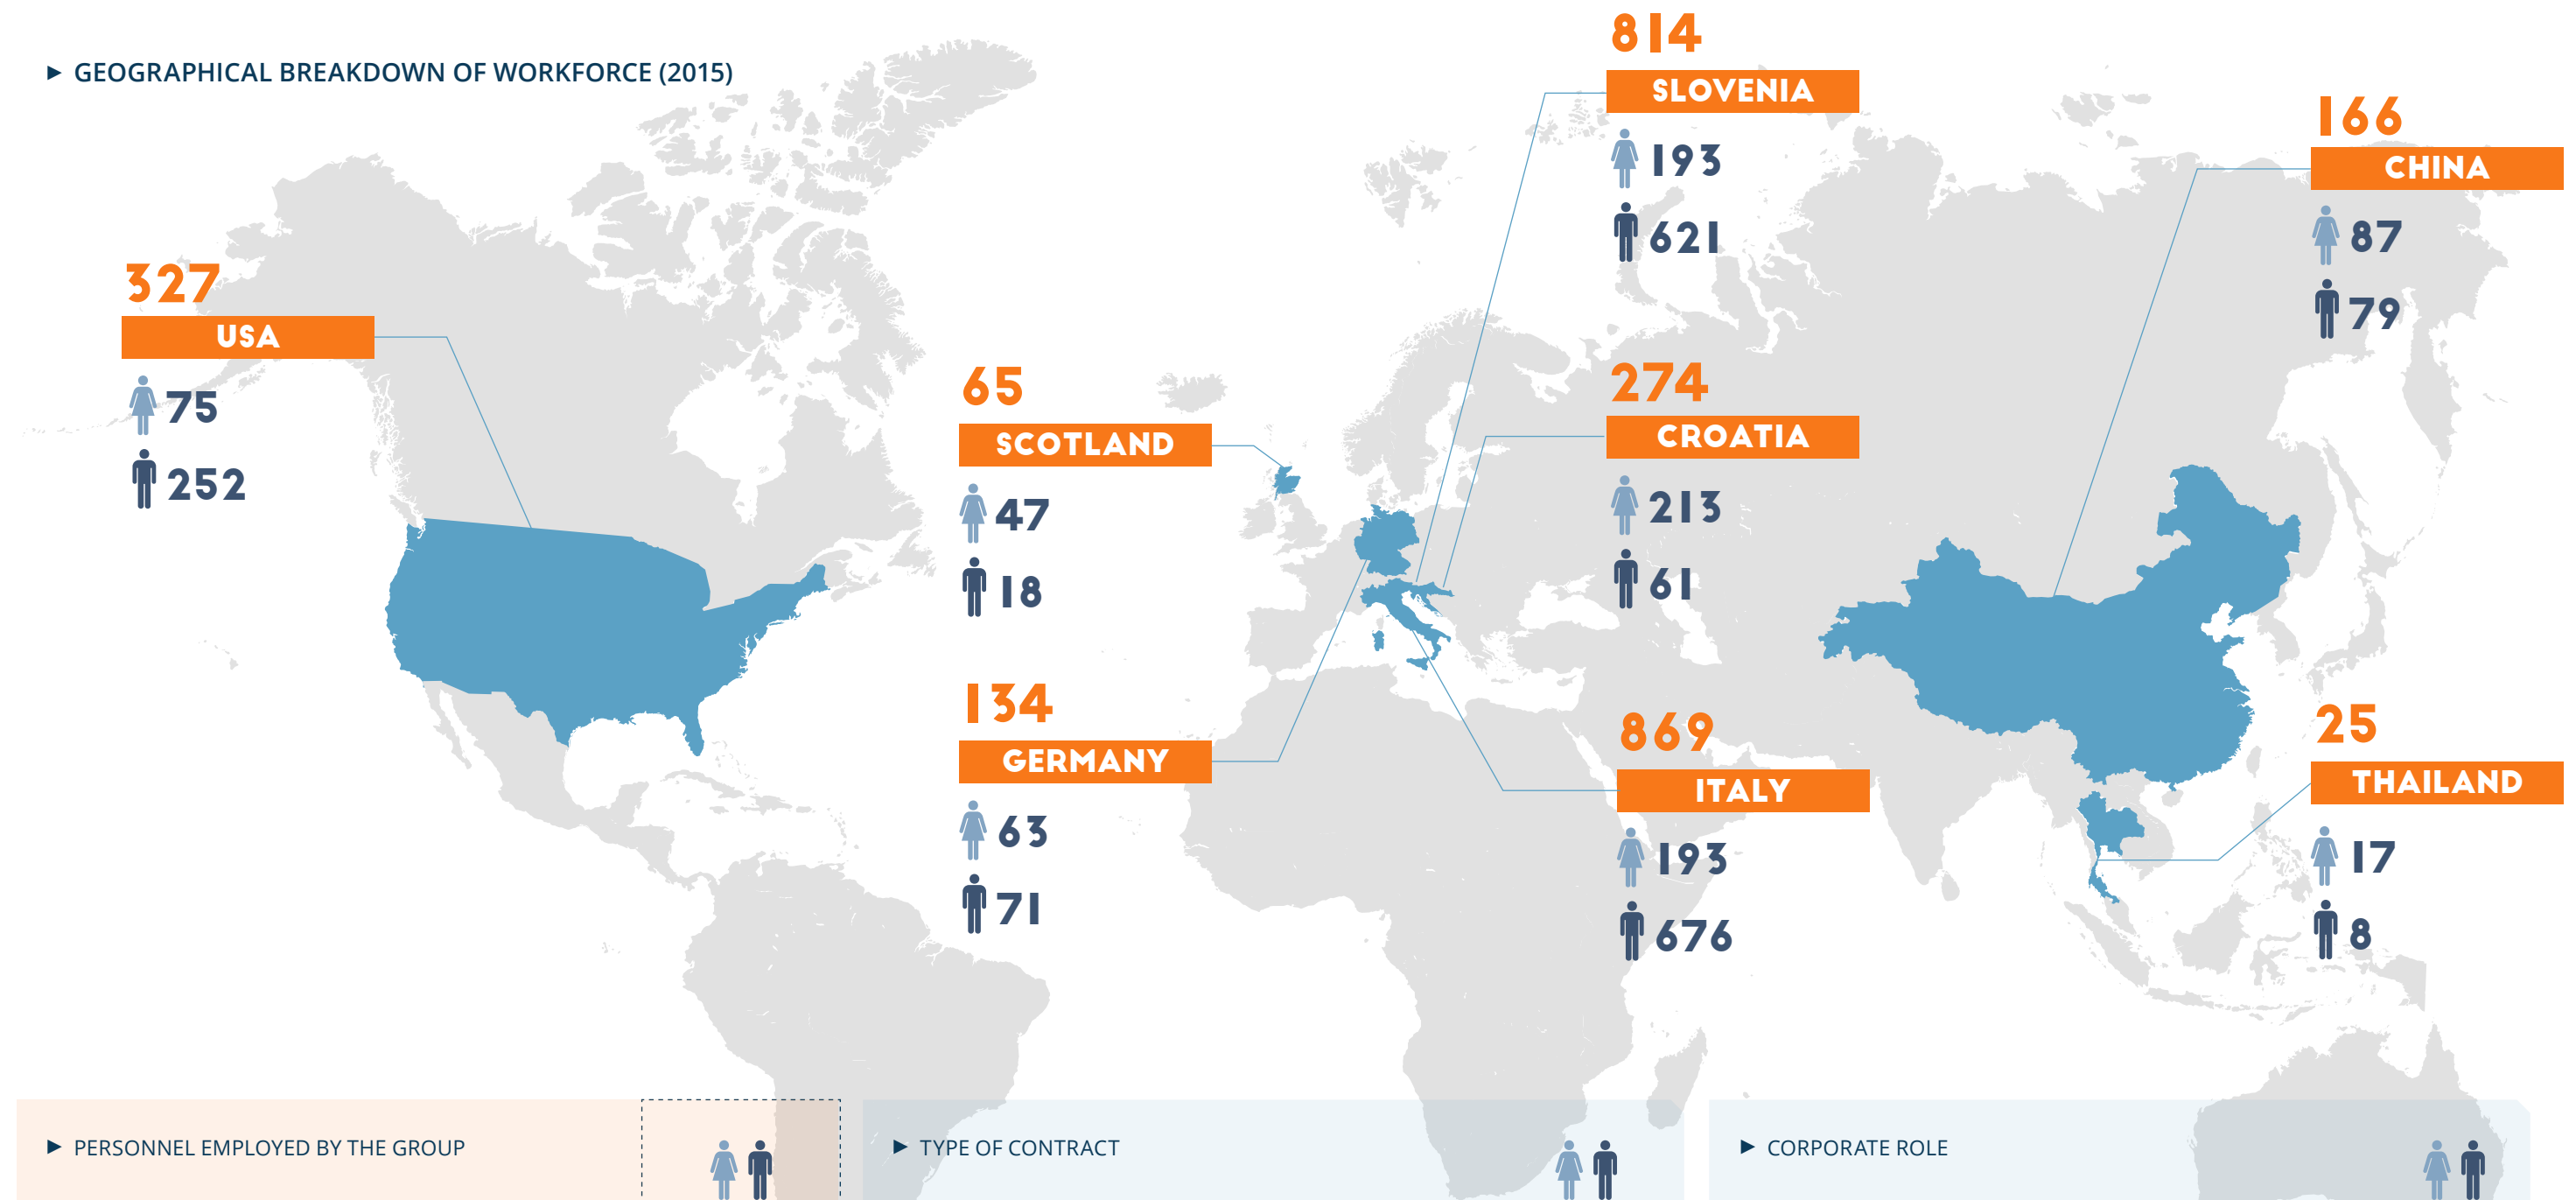 ► GEOGRAPHICAL BREAKDOWN OF WORKFORCE (2015)
814
SLOVENIA
193
621
166
CHINA
87
79
327
USA
75
252
65
SCOTLAND
47
18
274
CROATIA
213
61
134
GERMANY
63
71
869
ITALY
193
676
25
THAILAND
17
8
► PERSONNEL EMPLOYED BY THE GROUP
► TYPE OF CONTRACT
► CORPORATE ROLE